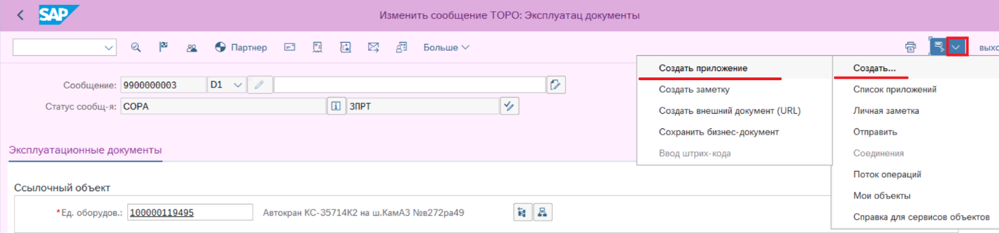 SAP
Изменить сообщение ТОРО: Эксплуатац документы
Партнер
Больше
выхо
Создать приложение
Создать заметку
Создать внешний документ (URL)
Сохранить бизнес-документ
Ввод штрих-кода
Создать...
Список приложений
Личная заметка
Отправить
Соединения
Поток операций
Мои объекты
Справка для сервисов объектов
Сообщение: 9900000003 D1
Статус сообщ-я: СОРА ЗПРТ
Эксплуатационные документы
Ссылочный объект
*Ед. оборудов.: 100000119495 Автокран КС-35714К2 на ш.КамАЗ №в272ра49